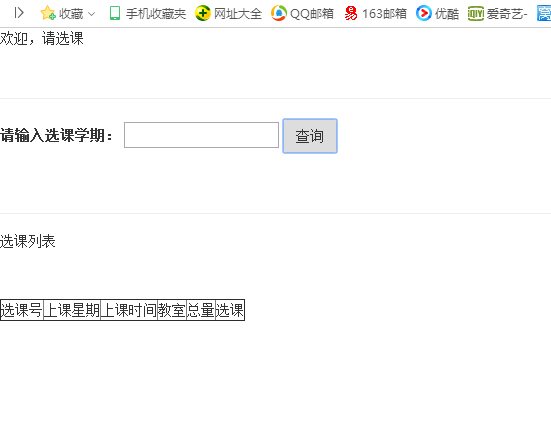 收藏 手机收藏夹 网址大全 QQ邮箱 163邮箱 优酷 爱奇艺-
欢迎，请选课
请输入选课学期： 查询
选课列表
选课号 上课星期 上课时间 教室 总量 选课